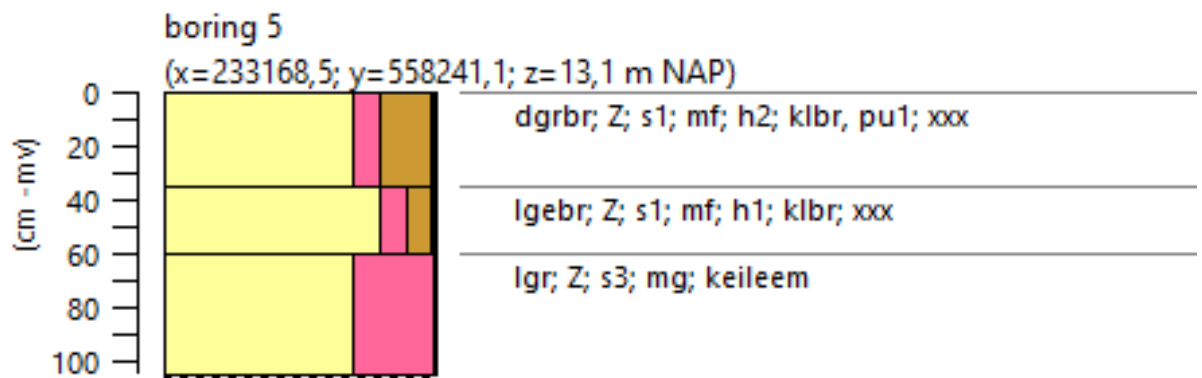 boring 5
(x=233168,5; y=558241,1; z=13,1 m NAP)
(cm - mv)
0
20
40
60
80
100
dgrbr; Z; s1; mf; h2; klbr, pu1; xxx
lgebr; Z; s1; mf; h1; klbr; xxx
lgr; Z; s3; mg; keileem